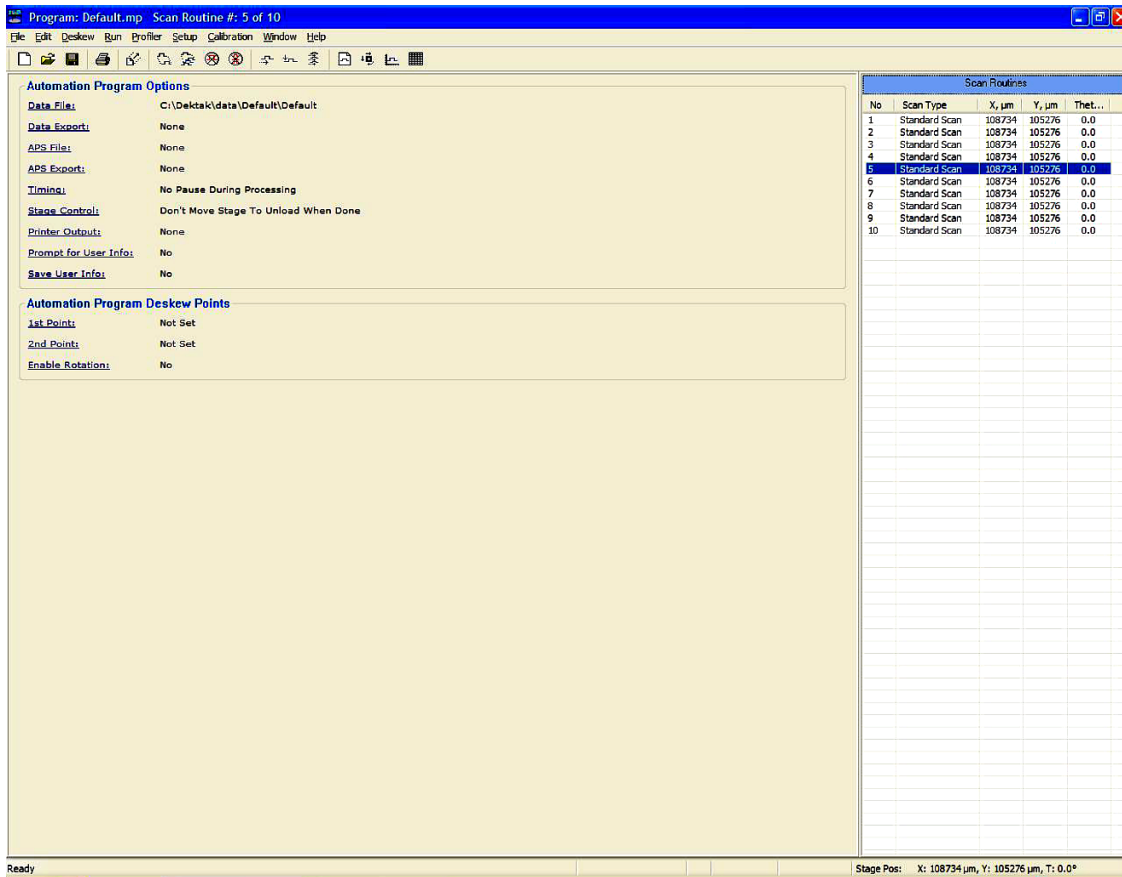 Program: Default.mp   Scan Routine #: 5 of 10
File Edit Deskew Run Profiler Setup Calibration Window Help
Automation Program Options
Data File: C:\Dektak\data\Default\Default
Data Export: None
APS File: None
APS Export: None
Timing: No Pause During Processing
Stage Control: Don't Move Stage To Unload When Done
Printer Output: None
Prompt for User Info: No
Save User Info: No
Automation Program Deskew Points
1st Point: Not Set
2nd Point: Not Set
Enable Rotation: No
Scan Routines
No Scan Type X, µm Y, µm Thet...
1 Standard Scan 108734 105276 0.0
2 Standard Scan 108734 105276 0.0
3 Standard Scan 108734 105276 0.0
4 Standard Scan 108734 105276 0.0
5 Standard Scan 108734 105276 0.0
6 Standard Scan 108734 105276 0.0
7 Standard Scan 108734 105276 0.0
8 Standard Scan 108734 105276 0.0
9 Standard Scan 108734 105276 0.0
10 Standard Scan 108734 105276 0.0
Ready
Stage Pos: X: 108734 µm, Y: 105276 µm, T: 0.0°